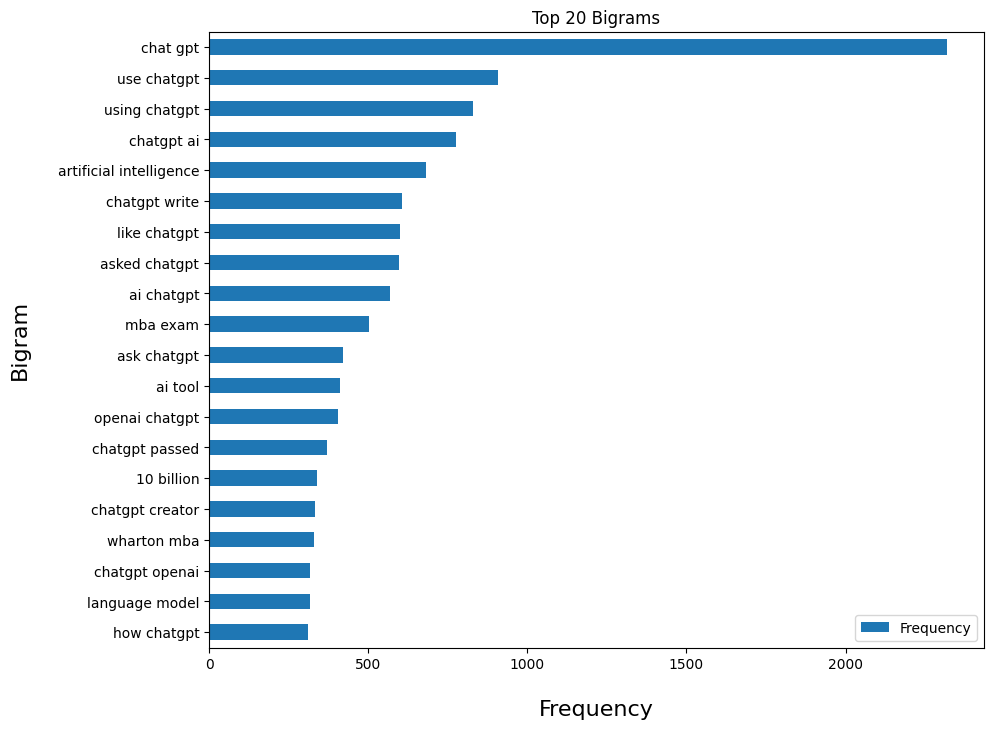 Top 20 Bigrams
chat gpt
use chatgpt
using chatgpt
chatgpt ai
artificial intelligence
chatgpt write
like chatgpt
asked chatgpt
ai chatgpt
mba exam
ask chatgpt
ai tool
openai chatgpt
chatgpt passed
10 billion
chatgpt creator
wharton mba
chatgpt openai
language model
how chatgpt
Bigram
Frequency
0 500 1000 1500 2000
Frequency